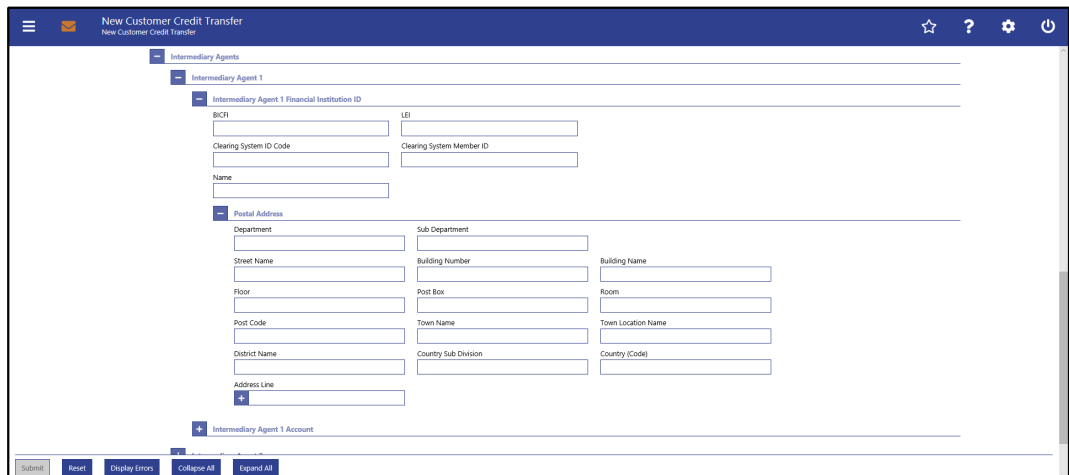 New Customer Credit Transfer
New Customer Credit Transfer
Intermediary Agents
Intermediary Agent 1
Intermediary Agent 1 Financial Institution ID
BICFI LEI
Clearing System ID Code Clearing System Member ID
Name
Postal Address
Department Sub Department
Street Name Building Number Building Name
Floor Post Box Room
Post Code Town Name Town Location Name
District Name Country Sub Division Country (Code)
Address Line
Intermediary Agent 1 Account
Submit Reset Display Errors Collapse All Expand All